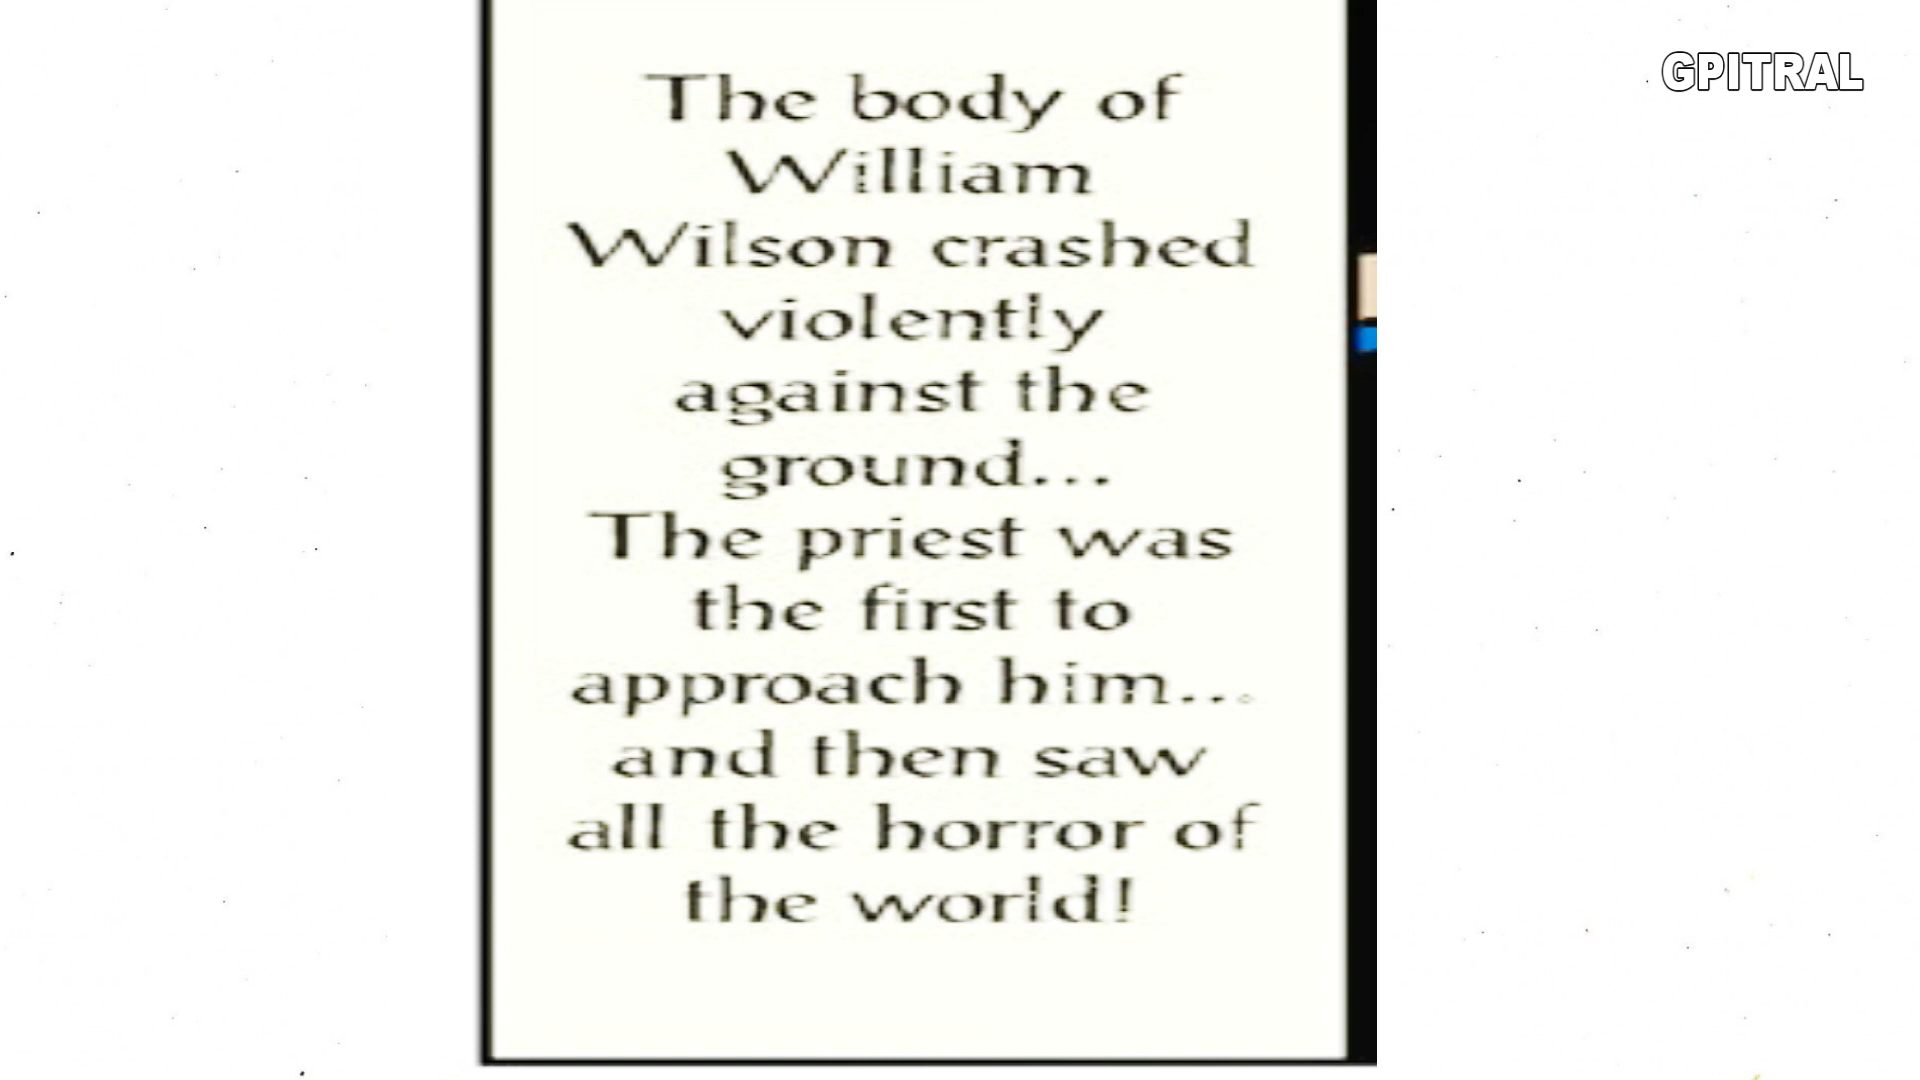 GPITRAL
The body of
William
Wilson crashed
violently
against the
ground...
The priest was
the first to
approach him...
and then saw
all the horror of
the world!